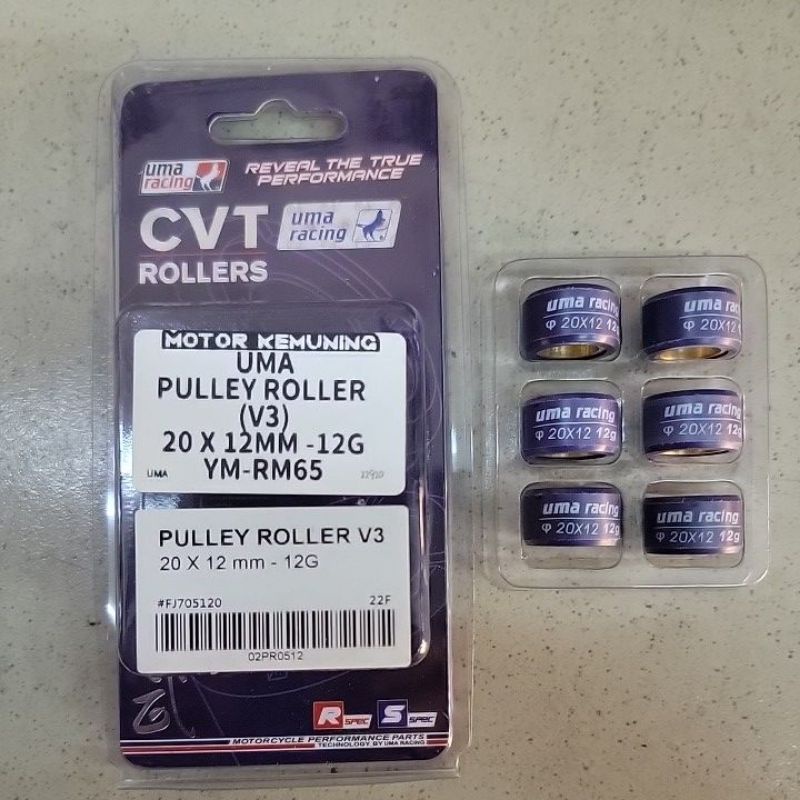 uma
racing
REVEAL THE TRUE
PERFORMANCE
CVT
uma
racing
ROLLERS
MOTOR KEMUNING
UMA
PULLEY ROLLER
(V3)
20 X 12MM -12G
YM-RM65
UMA
PULLEY ROLLER V3
20 X 12 mm - 12G
#FJ705120 22F
02PR0512
R SPEC S SPEC
MOTORCYCLE PERFORMANCE PARTS
TECHNOLOGY BY UMA RACING
uma racing
φ 20X12 12
uma racing
φ 20X12 1
uma racing
φ 20X12 12g
uma racing
φ 20X12 12g
uma racing
φ 20X12 12g
uma racing
φ 20X12 12g